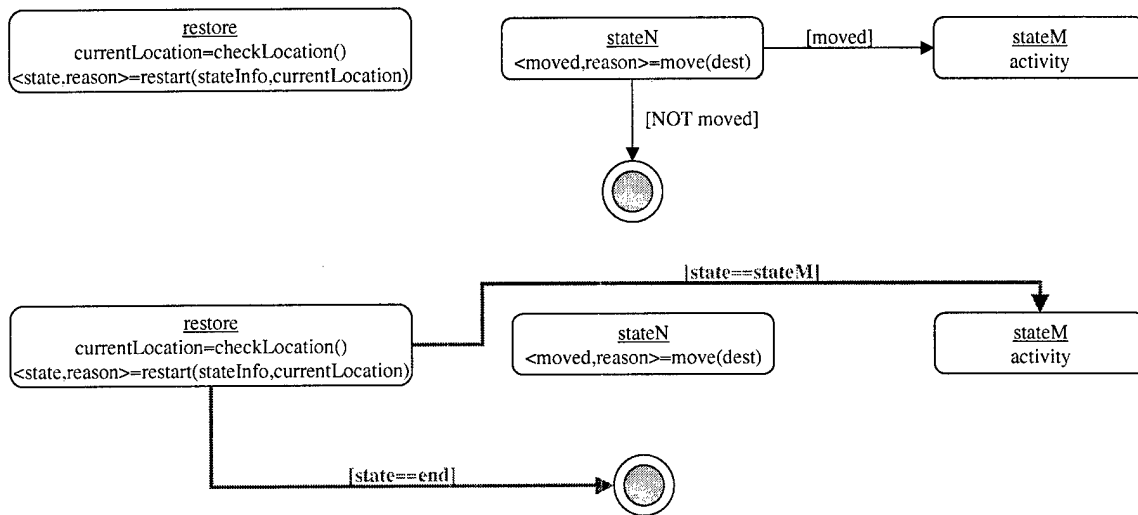 restore
currentLocation=checkLocation()
<state,reason>=restart(stateInfo,currentLocation)
stateN
<moved,reason>=move(dest)
[moved]
stateM
activity
[NOT moved]
[state==stateM]
restore
currentLocation=checkLocation()
<state,reason>=restart(stateInfo,currentLocation)
stateN
<moved,reason>=move(dest)
stateM
activity
[state==end]